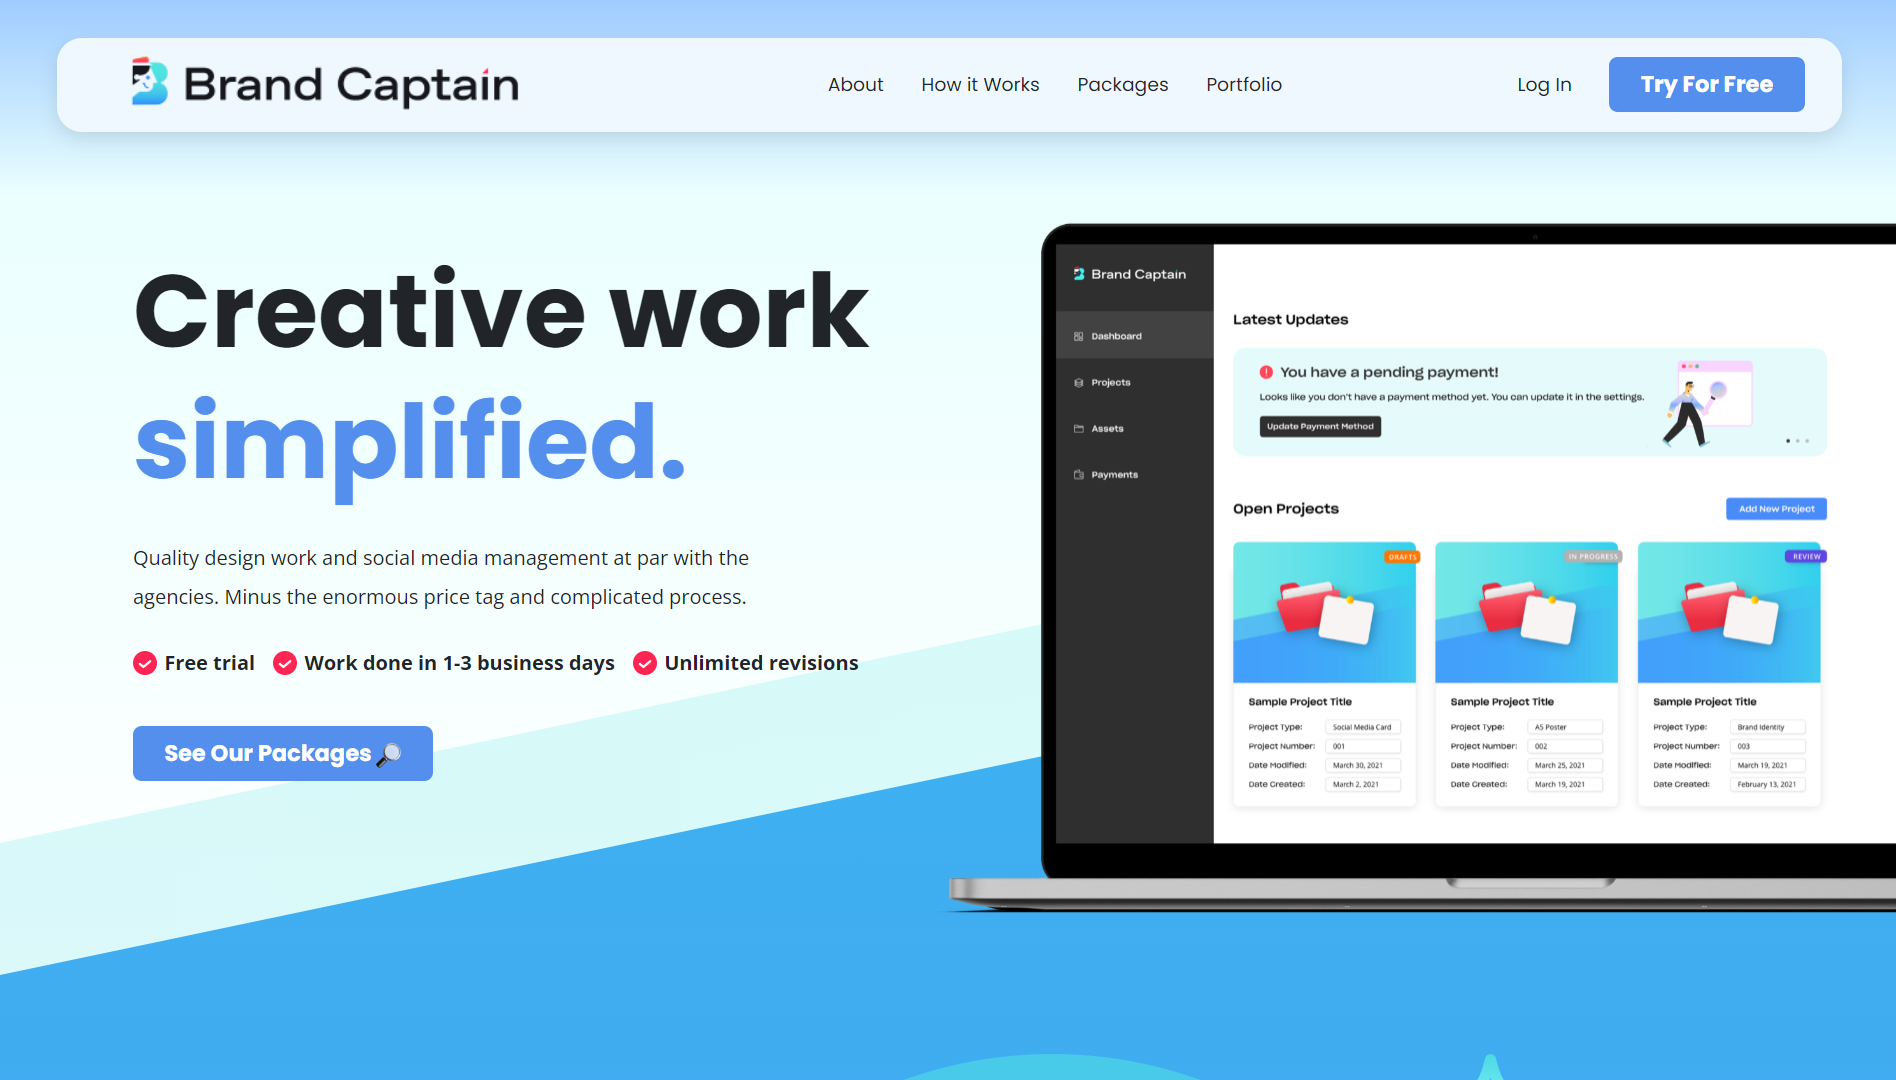 Brand Captain
About
How it Works
Packages
Portfolio
Log In
Try For Free
Creative work
simplified.
Quality design work and social media management at par with the
agencies. Minus the enormous price tag and complicated process.
Free trial
Work done in 1-3 business days
Unlimited revisions
See Our Packages
Brand Captain
Dashboard
Projects
Assets
Payments
Latest Updates
You have a pending payment!
Looks like you don't have a payment method yet. You can update it in the settings.
Update Payment Method
Open Projects
Add New Project
DRAFTS
Sample Project Title
Project Type: Social Media Card
Project Number: 001
Date Modified: March 30, 2021
Date Created: March 2, 2021
IN PROGRESS
Sample Project Title
Project Type: A5 Poster
Project Number: 002
Date Modified: March 25, 2021
Date Created: March 19, 2021
REVIEW
Sample Project Title
Project Type: Brand Identity
Project Number: 003
Date Modified: March 19, 2021
Date Created: February 13, 2021